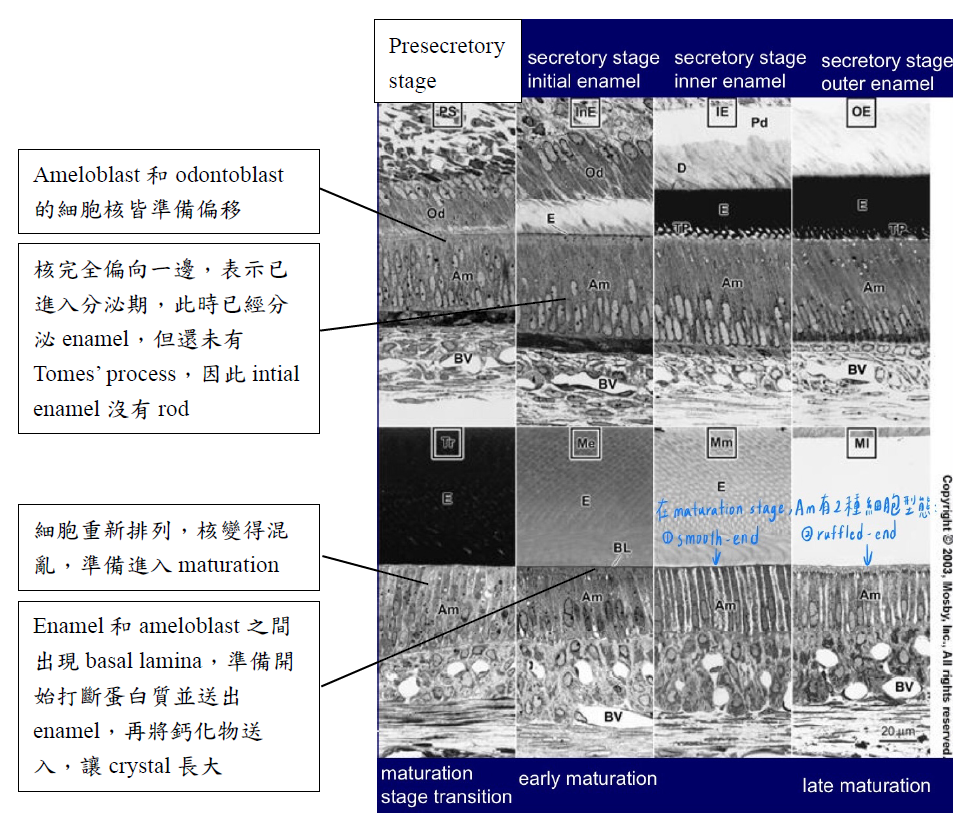 Presecretory
stage
secretory stage
initial enamel
secretory stage
inner enamel
secretory stage
outer enamel
PS
InE
IE
OE
Pd
Od
Od
D
E
E
E
TP
TP
Am
Am
Am
Am
BV
BV
BV
Ameloblast 和 odontoblast
的細胞核皆準備偏移
核完全偏向一邊，表示已
進入分泌期，此時已經分
泌 enamel，但還未有
Tomes’ process，因此 intial
enamel 沒有 rod
Tr
Me
Mm
Ml
E
E
E
在 maturation stage, Am有2種細胞型態:
①smooth-end
②ruffled-end
BL
Am
Am
Am
Am
BV
BV
20 μm
細胞重新排列，核變得混
亂，準備進入 maturation
Enamel 和 ameloblast 之間
出現 basal lamina，準備開
始打斷蛋白質並送出
enamel，再將鈣化物送
入，讓 crystal 長大
maturation
stage transition
early maturation
late maturation
Copyright © 2003, Mosby, Inc., All rights reserved.